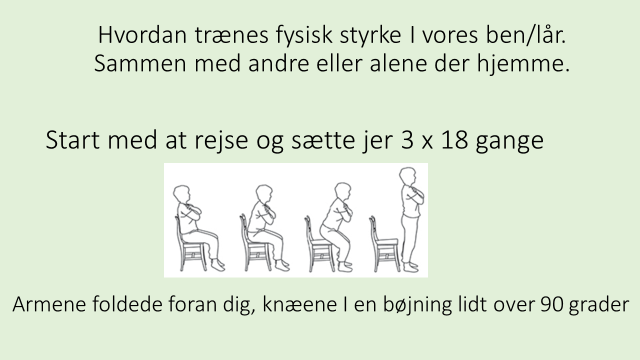 Hvordan trænes fysisk styrke I vores ben/lår.
Sammen med andre eller alene der hjemme.
Start med at rejse og sætte jer 3 x 18 gange
Armene foldede foran dig, knæene I en bøjning lidt over 90 grader